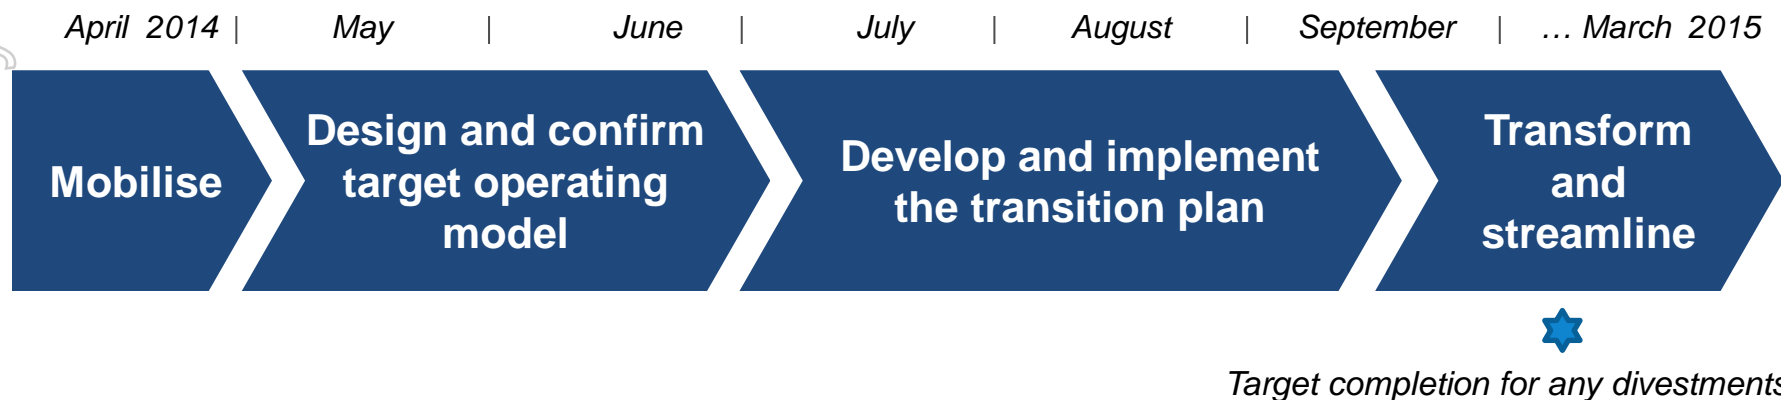 April 2014 | May | June | July | August | September | … March 2015
Mobilise
Design and confirm
target operating
model
Develop and implement
the transition plan
Transform
and
streamline
Target completion for any divestments